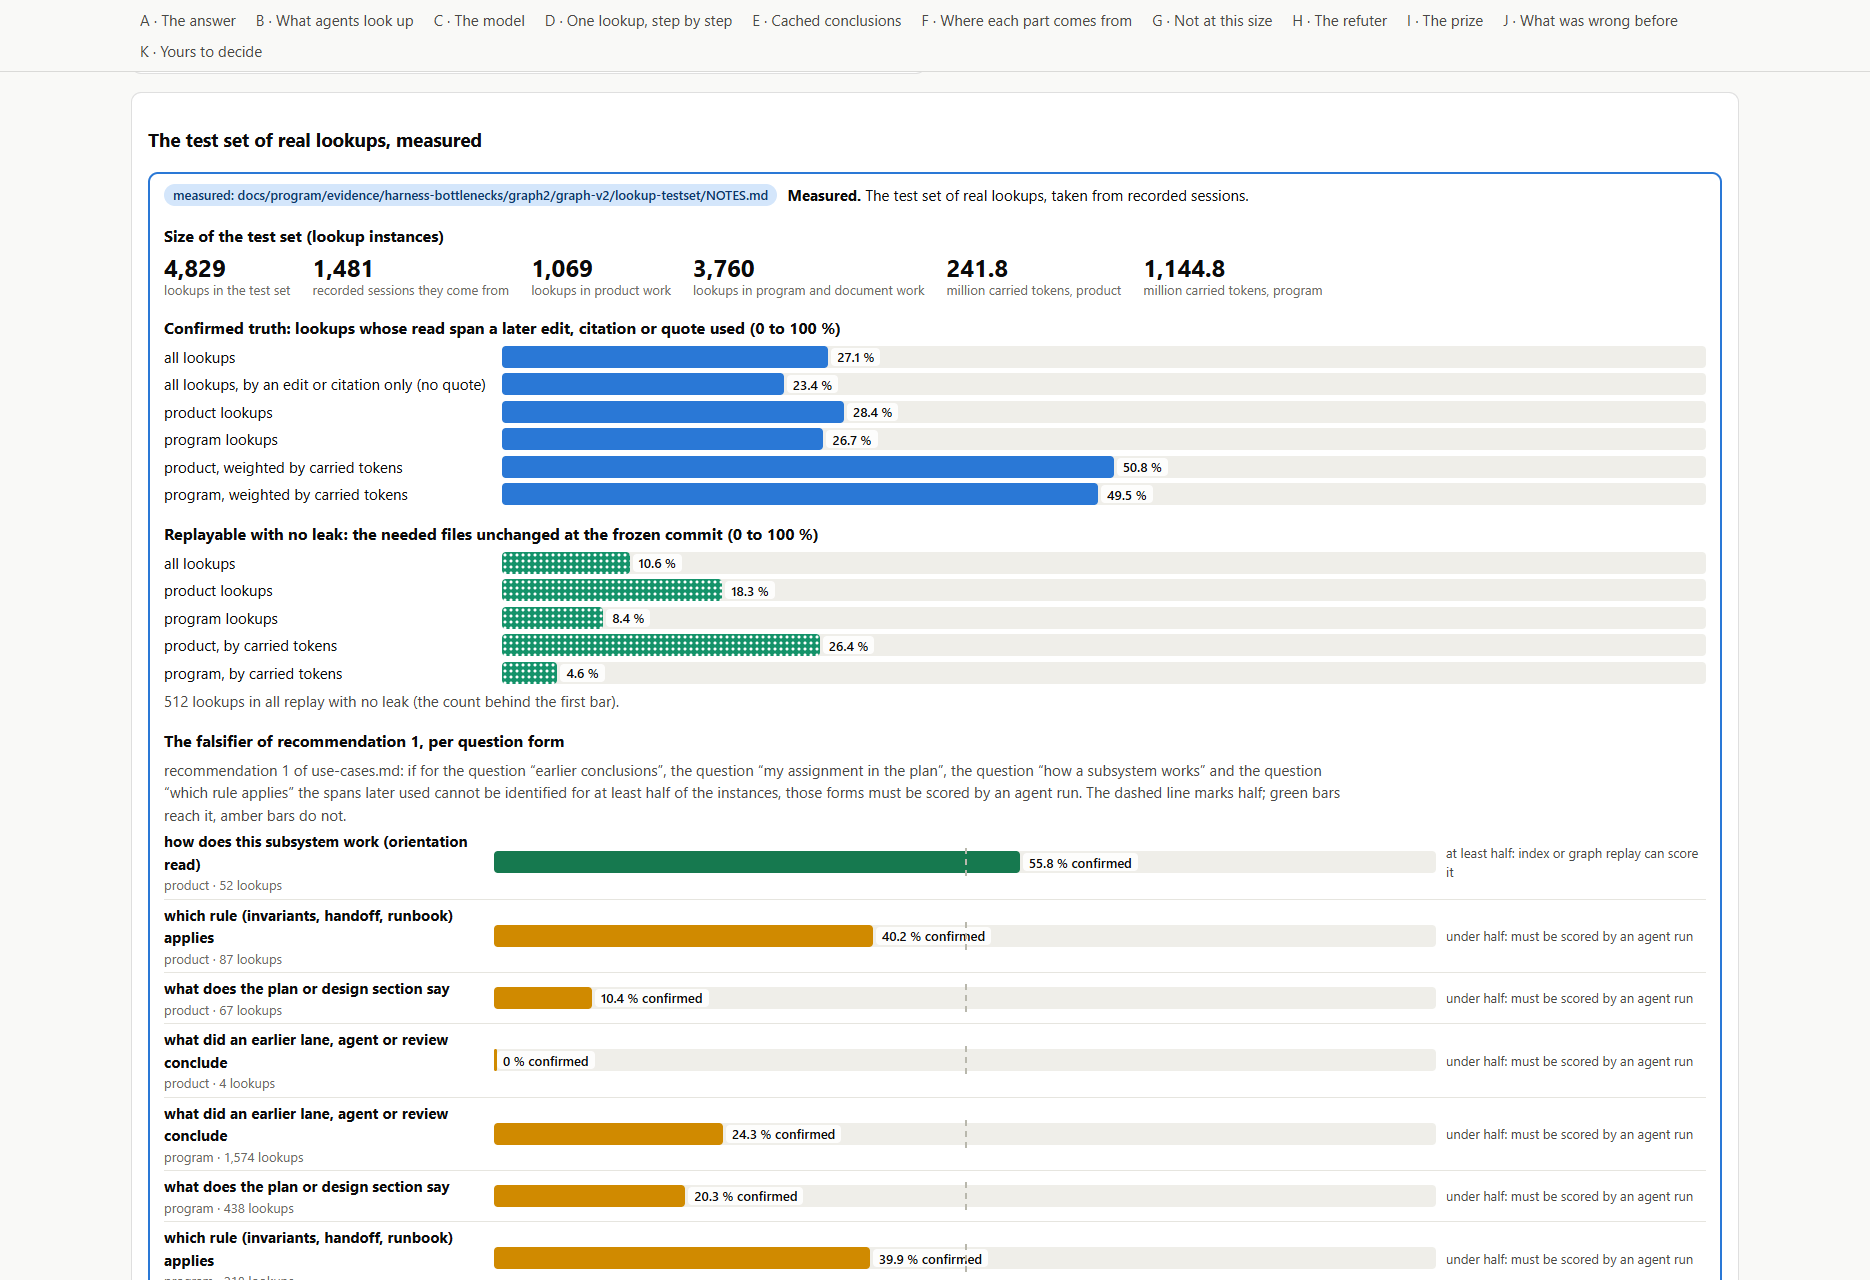 A · The answer B · What agents look up C · The model D · One lookup, step by step E · Cached conclusions F · Where each part comes from G · Not at this size H · The refuter I · The prize J · What was wrong before
K · Yours to decide
The test set of real lookups, measured
measured: docs/program/evidence/harness-bottlenecks/graph2/graph-v2/lookup-testset/NOTES.md Measured. The test set of real lookups, taken from recorded sessions.
Size of the test set (lookup instances)
4,829 1,481 1,069 3,760 241.8 1,144.8
lookups in the test set recorded sessions they come from lookups in product work lookups in program and document work million carried tokens, product million carried tokens, program
Confirmed truth: lookups whose read span a later edit, citation or quote used (0 to 100 %)
all lookups 27.1 %
all lookups, by an edit or citation only (no quote) 23.4 %
product lookups 28.4 %
program lookups 26.7 %
product, weighted by carried tokens 50.8 %
program, weighted by carried tokens 49.5 %
Replayable with no leak: the needed files unchanged at the frozen commit (0 to 100 %)
all lookups 10.6 %
product lookups 18.3 %
program lookups 8.4 %
product, by carried tokens 26.4 %
program, by carried tokens 4.6 %
512 lookups in all replay with no leak (the count behind the first bar).
The falsifier of recommendation 1, per question form
recommendation 1 of use-cases.md: if for the question “earlier conclusions”, the question “my assignment in the plan”, the question “how a subsystem works” and the question
“which rule applies” the spans later used cannot be identified for at least half of the instances, those forms must be scored by an agent run. The dashed line marks half; green bars
reach it, amber bars do not.
how does this subsystem work (orientation
read)
product · 52 lookups
55.8 % confirmed
at least half: index or graph replay can score
it
which rule (invariants, handoff, runbook)
applies
product · 87 lookups
40.2 % confirmed
under half: must be scored by an agent run
what does the plan or design section say
product · 67 lookups
10.4 % confirmed
under half: must be scored by an agent run
what did an earlier lane, agent or review
conclude
product · 4 lookups
0 % confirmed
under half: must be scored by an agent run
what did an earlier lane, agent or review
conclude
program · 1,574 lookups
24.3 % confirmed
under half: must be scored by an agent run
what does the plan or design section say
program · 438 lookups
20.3 % confirmed
under half: must be scored by an agent run
which rule (invariants, handoff, runbook)
applies
39.9 % confirmed
under half: must be scored by an agent run